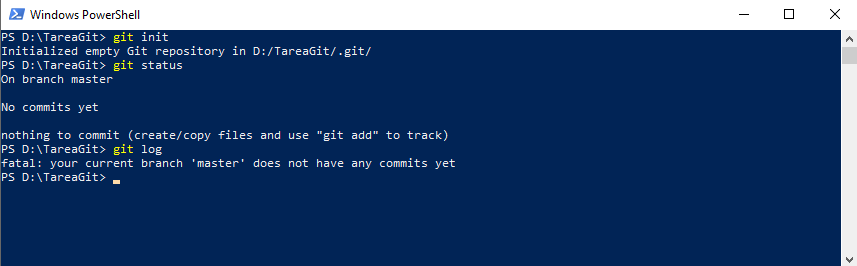 Windows PowerShell
PS D:\TareaGit> git init
Initialized empty Git repository in D:/TareaGit/.git/
PS D:\TareaGit> git status
On branch master
No commits yet
nothing to commit (create/copy files and use "git add" to track)
PS D:\TareaGit> git log
fatal: your current branch 'master' does not have any commits yet
PS D:\TareaGit>